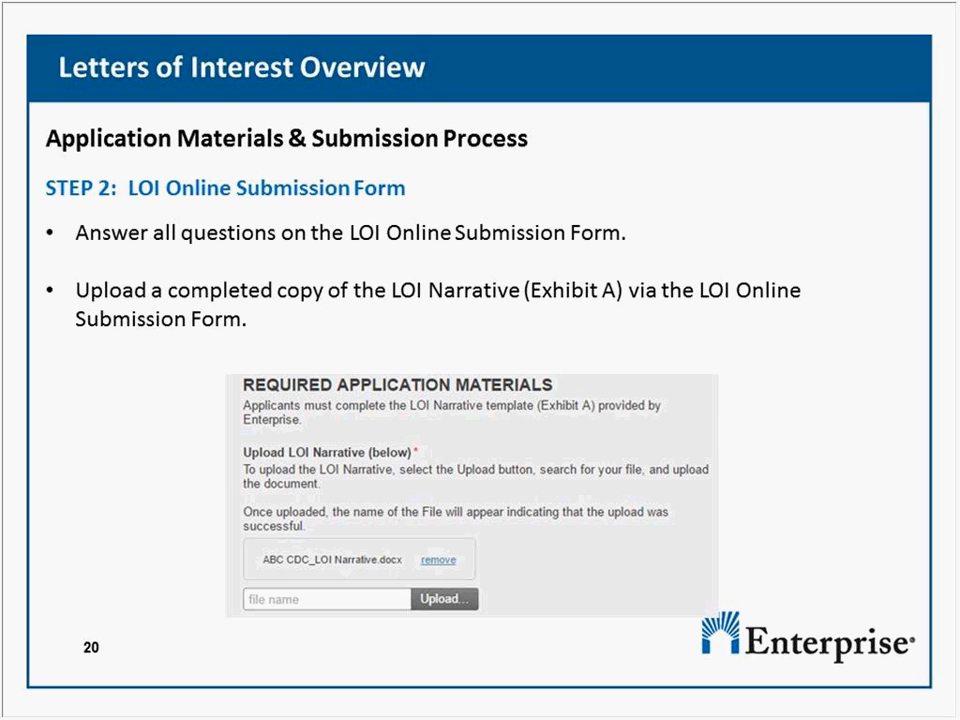 Letters of Interest Overview
Application Materials & Submission Process
STEP 2: LOI Online Submission Form
• Answer all questions on the LOI Online Submission Form.
• Upload a completed copy of the LOI Narrative (Exhibit A) via the LOI Online
Submission Form.
REQUIRED APPLICATION MATERIALS
Applicants must complete the LOI Narrative template (Exhibit A) provided by
Enterprise.
Upload LOI Narrative (below)*
To upload the LOI Narrative, select the Upload button, search for your file, and upload
the document.
Once uploaded, the name of the File will appear indicating that the upload was
successful.
ABC CDC_LOI Narrative.docx remove
file name Upload...
20
Enterprise®